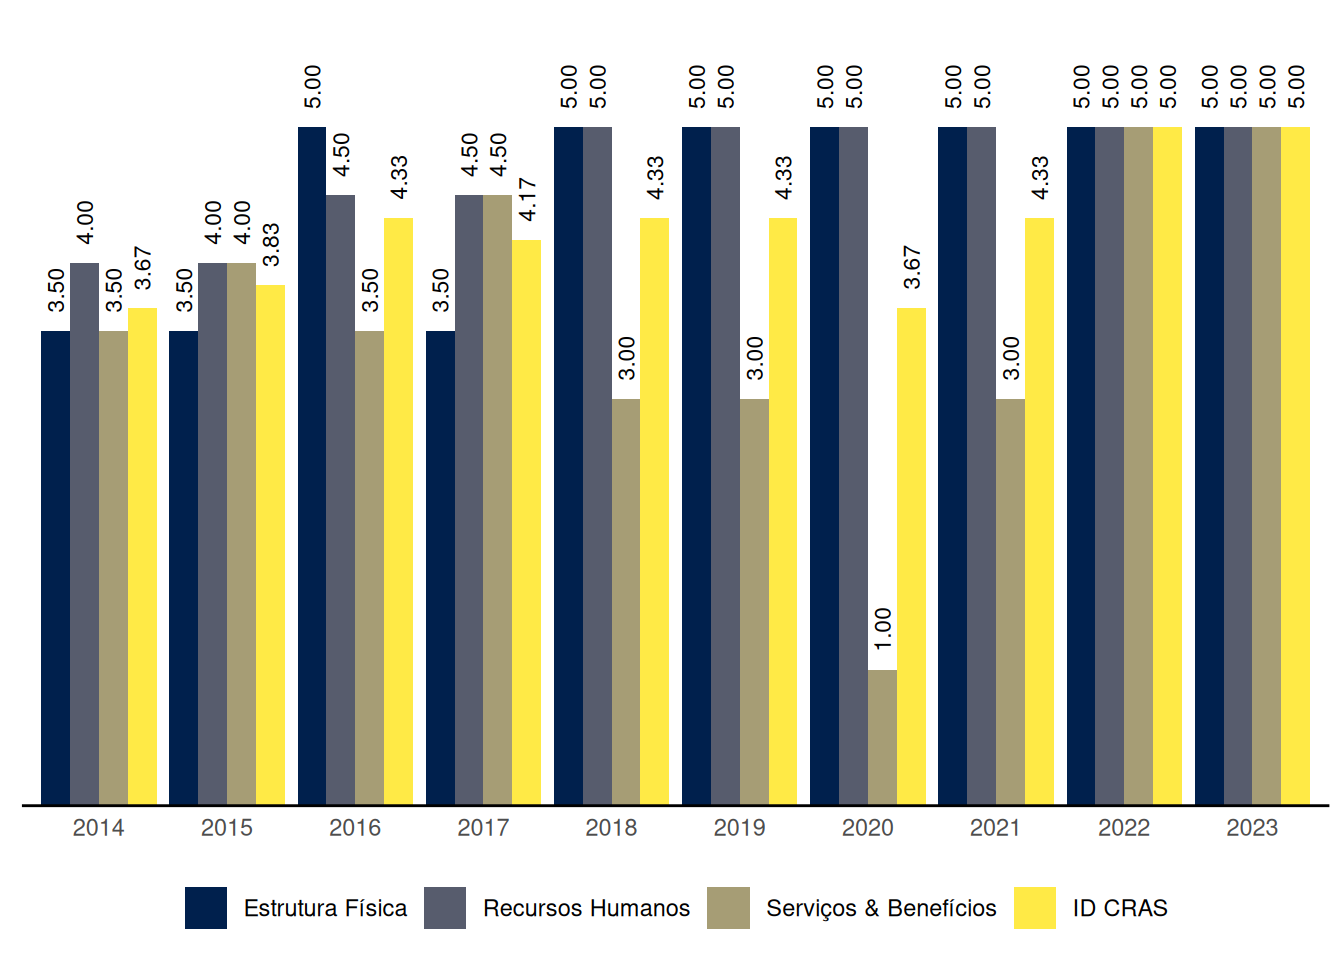 3.50 4.00 3.50 3.67
3.50 4.00 4.00 3.83
5.00 4.50 3.50 4.33
3.50 4.50 4.50 4.17
5.00 5.00 3.00 4.33
5.00 5.00 3.00 4.33
5.00 5.00 1.00 3.67
5.00 5.00 3.00 4.33
5.00 5.00 5.00 5.00
5.00 5.00 5.00 5.00
2014 2015 2016 2017 2018 2019 2020 2021 2022 2023
Estrutura Física Recursos Humanos Serviços & Benefícios ID CRAS